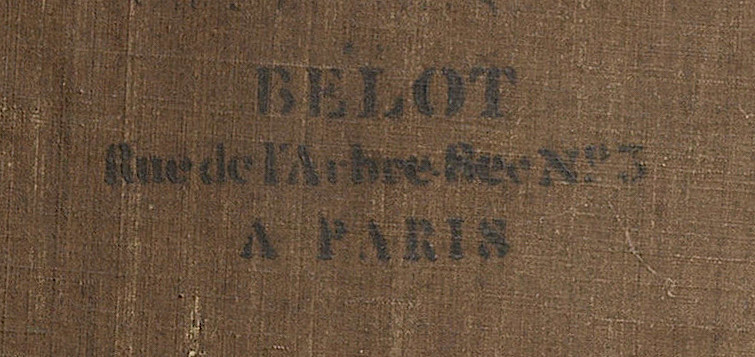 BELOT
Rue de l'Arbre-Sec N° 3
A PARIS